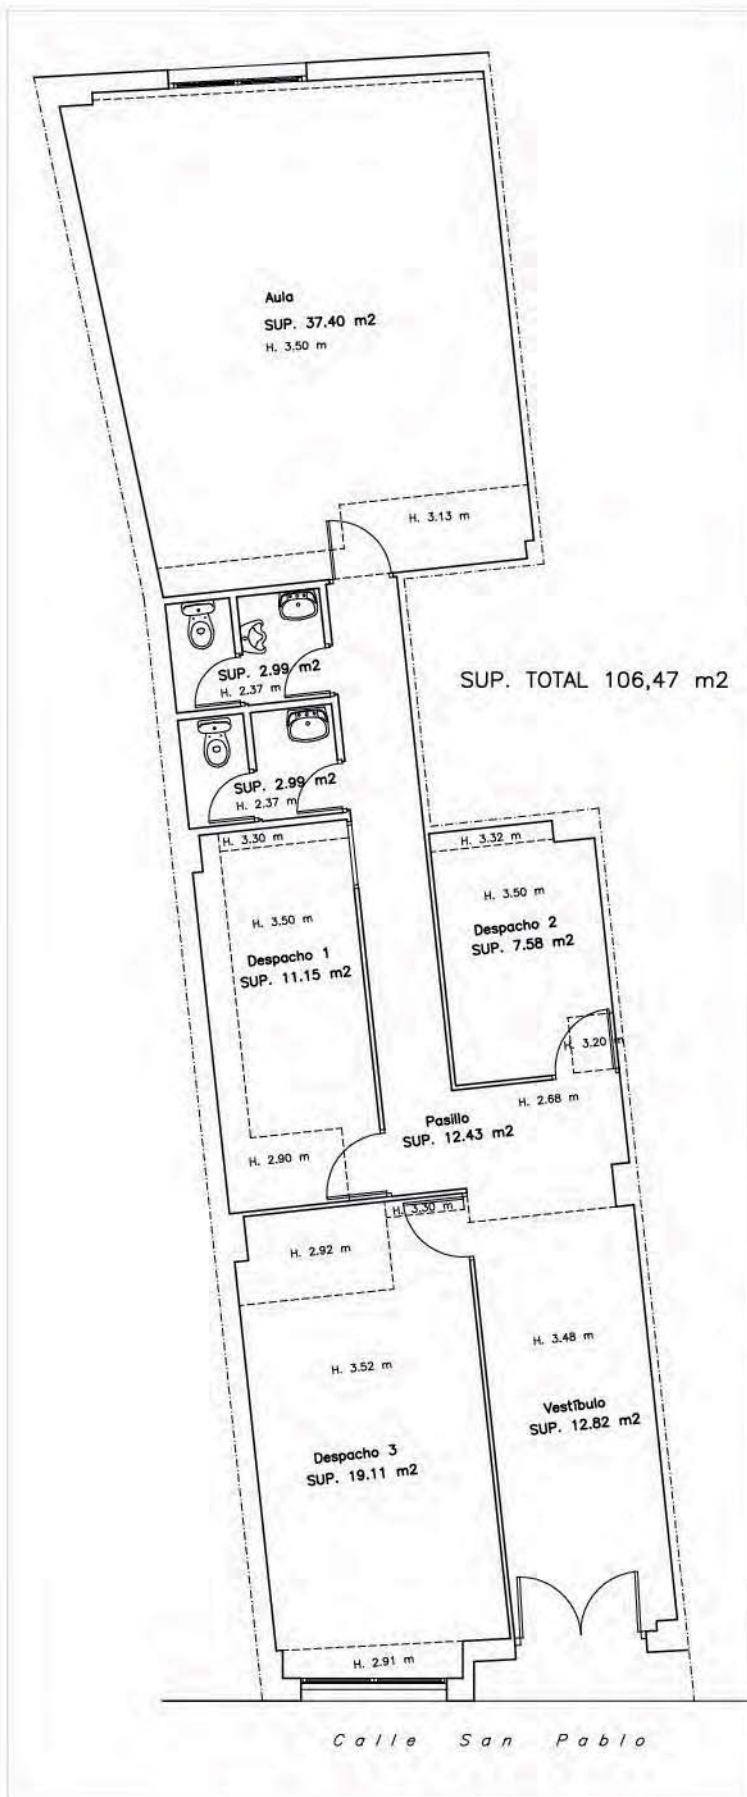 Aula
SUP. 37.40 m2
H. 3.50 m
H. 3.13 m
SUP. TOTAL 106,47 m2
SUP. 2.99 m2
H. 2.37 m
SUP. 2.99 m2
H. 2.37 m
H. 3.30 m
H. 3.32 m
H. 3.50 m
H. 3.50 m
Despacho 1
SUP. 11.15 m2
Despacho 2
SUP. 7.58 m2
H. 3.20 m
H. 2.68 m
Pasillo
SUP. 12.43 m2
H. 2.90 m
H. 3.30 m
H. 2.92 m
H. 3.48 m
H. 3.52 m
Vestíbulo
SUP. 12.82 m2
Despacho 3
SUP. 19.11 m2
H. 2.91 m
Calle San Pablo